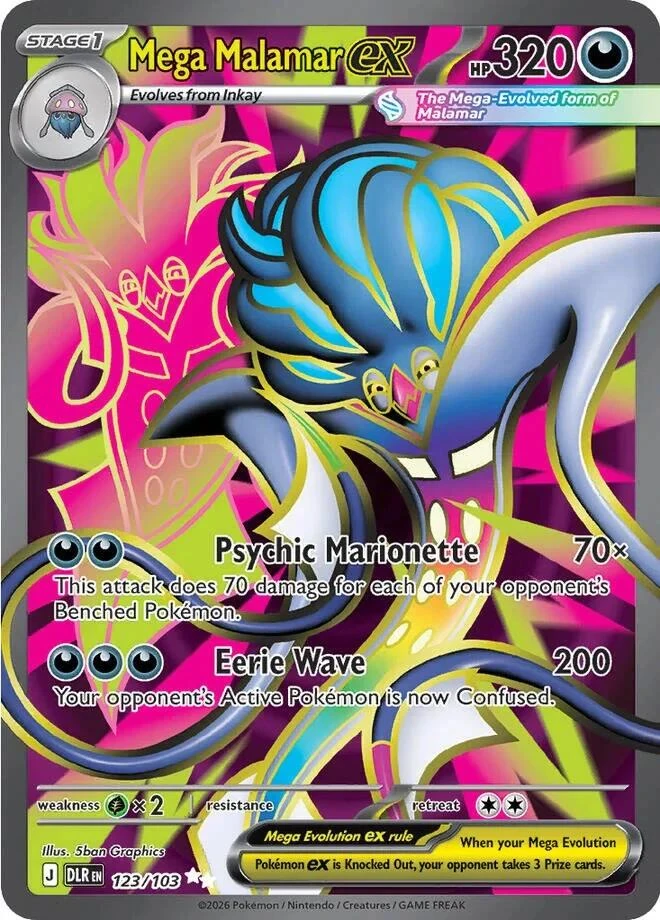 STAGE1
Mega Malamar ex
HP 320
Evolves from Inkay
The Mega-Evolved form of
Malamar
Psychic Marionette 70×
This attack does 70 damage for each of your opponent's
Benched Pokémon.
Eerie Wave 200
Your opponent's Active Pokémon is now Confused.
weakness ×2 resistance retreat
Illus. 5ban Graphics
Mega Evolution ex rule
When your Mega Evolution
Pokémon ex is Knocked Out, your opponent takes 3 Prize cards.
J DLR EN 123/103
©2026 Pokémon / Nintendo / Creatures / GAME FREAK